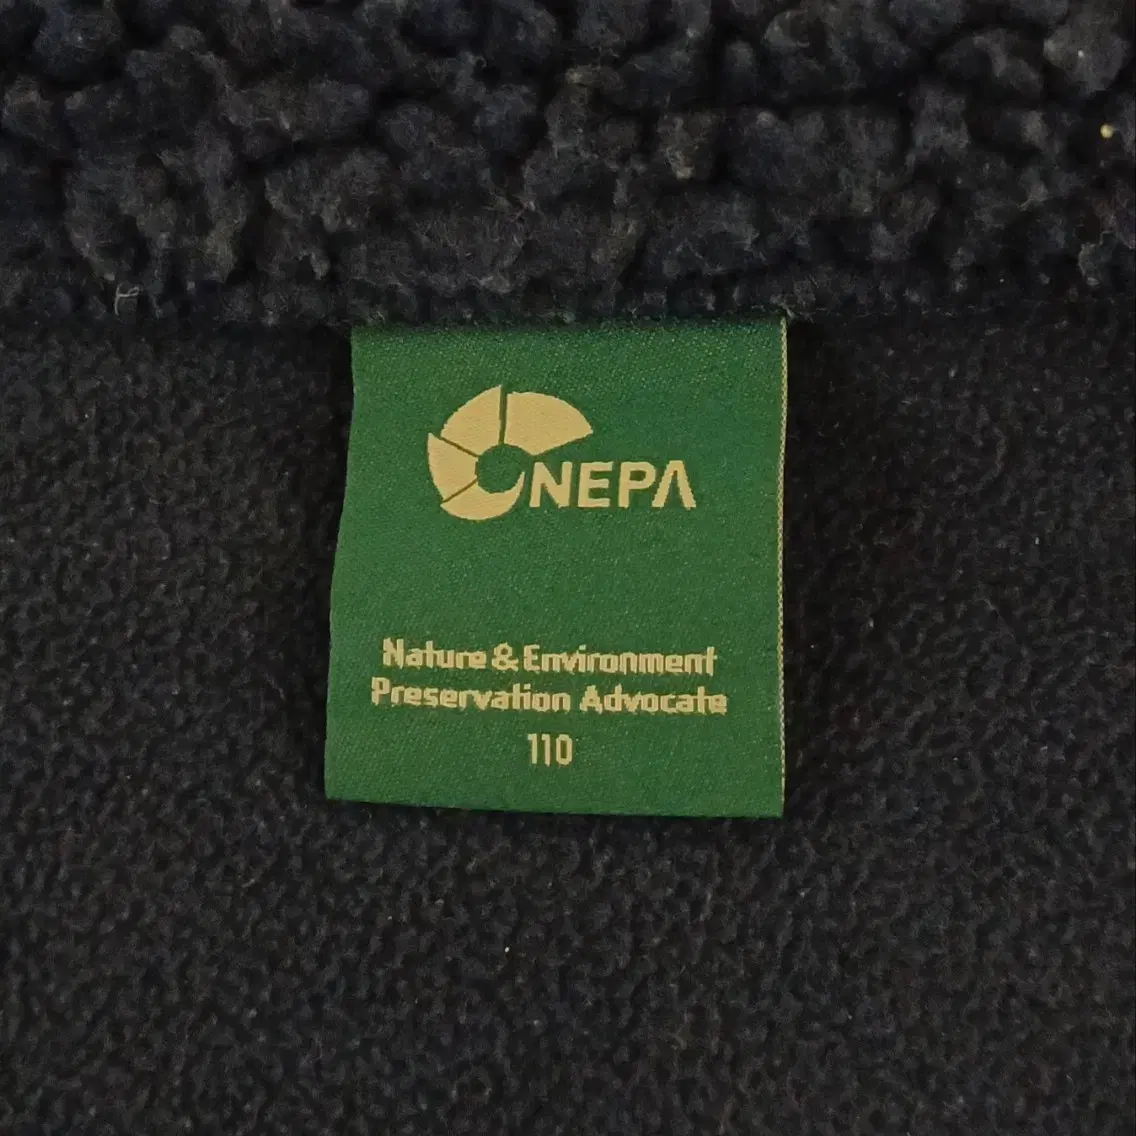 NEPA
Nature & Environment
Preservation Advocate
110